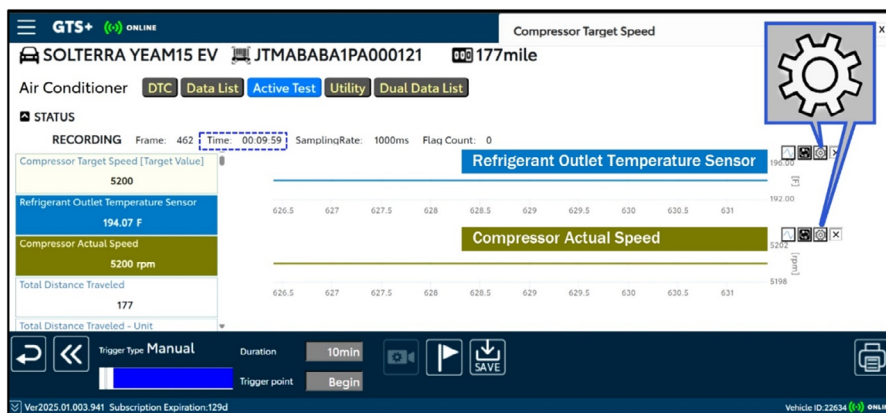 GTS+ ONLINE
Compressor Target Speed
X
SOLTERRA YEAM15 EV JTMABABA1PA000121 177mile
Air Conditioner DTC Data List Active Test Utility Dual Data List
STATUS
RECORDING Frame: 462 Time: 00:09:59 SamplingRate: 1000ms Flag Count: 0
Compressor Target Speed [Target Value]
5200
Refrigerant Outlet Temperature Sensor
194.07 F
Compressor Actual Speed
5200 rpm
Total Distance Traveled
177
Total Distance Traveled - Unit
Refrigerant Outlet Temperature Sensor
196.00
[F]
192.00
626.5 627 627.5 628 628.5 629 629.5 630 630.5 631
Compressor Actual Speed
5202
[rpm]
5198
626.5 627 627.5 628 628.5 629 629.5 630 630.5 631
Trigger Type Manual
Duration 10min
Trigger point Begin
SAVE
Ver2025.01.003.941 Subscription Expiration:129d
Vehicle ID:22634 ONLI